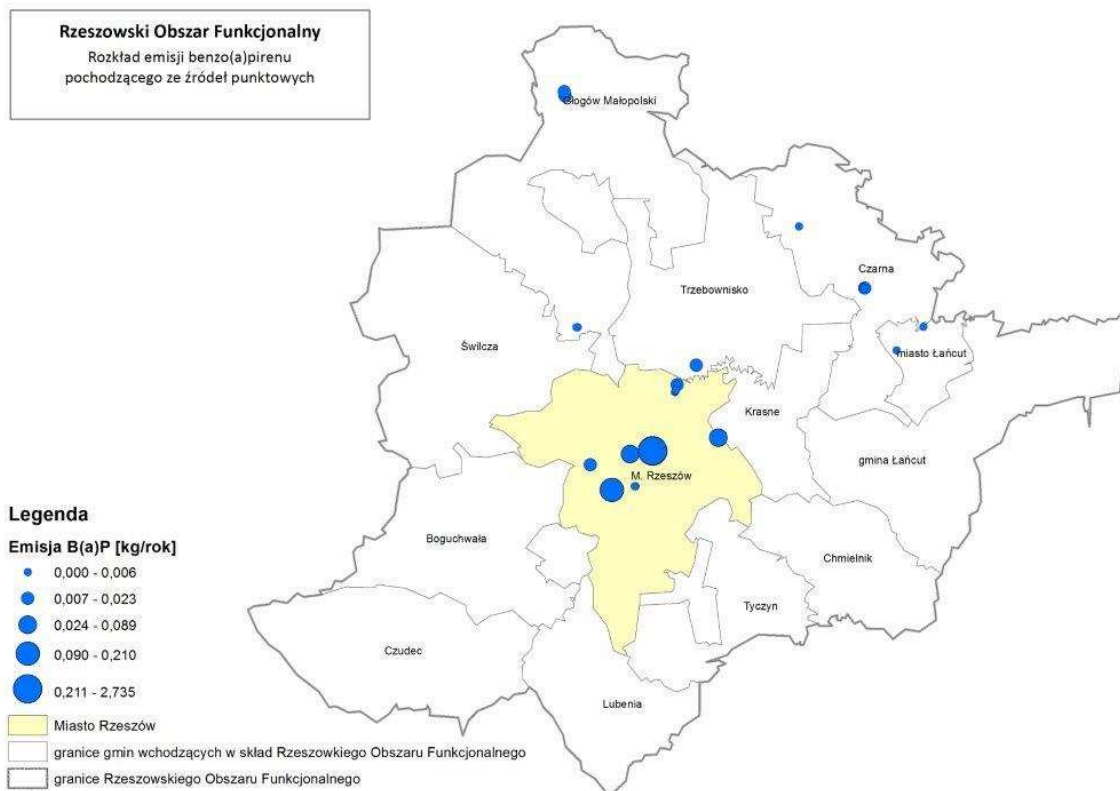 Rzeszowski Obszar Funkcjonalny
Rozkład emisji benzo(a)pirenu
pochodzącego ze źródeł punktowych
Głogów Małopolski
Czarna
Trzebownisko
Świlcza
miasto Łańcut
Krasne
gmina Łańcut
M. Rzeszów
Boguchwała
Chmielnik
Tyczyn
Czudec
Lubenia
Legenda
Emisja B(a)P [kg/rok]
0,000 - 0,006
0,007 - 0,023
0,024 - 0,089
0,090 - 0,210
0,211 - 2,735
Miasto Rzeszów
granice gmin wchodzących w skład Rzeszowkiego Obszaru Funkcjonalnego
granice Rzeszowskiego Obszaru Funkcjonalnego